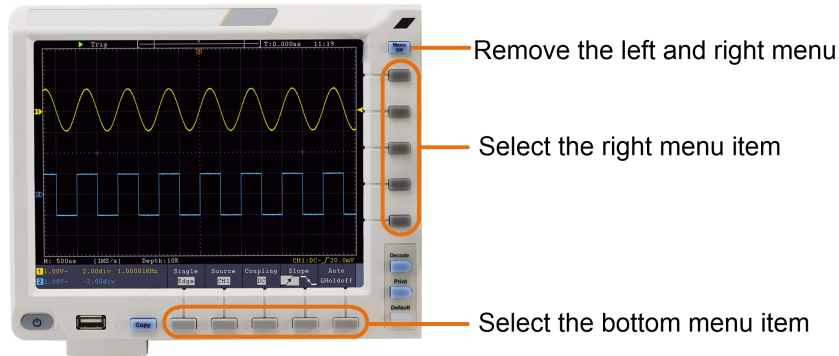 Trig T:0.000ns 11:19
Menu
Off
Remove the left and right menu
Select the right menu item
M: 500us (1MS/s) Depth:10K CH1:DC-∫20.0mV
1 1.00V~ 2.00div 1.00001KHz
2 1.00V~ -2.00div
Single Source Coupling Slope Auto
Edge CH1 DC &Holdoff
Decode
Print
Default
Copy
Select the bottom menu item